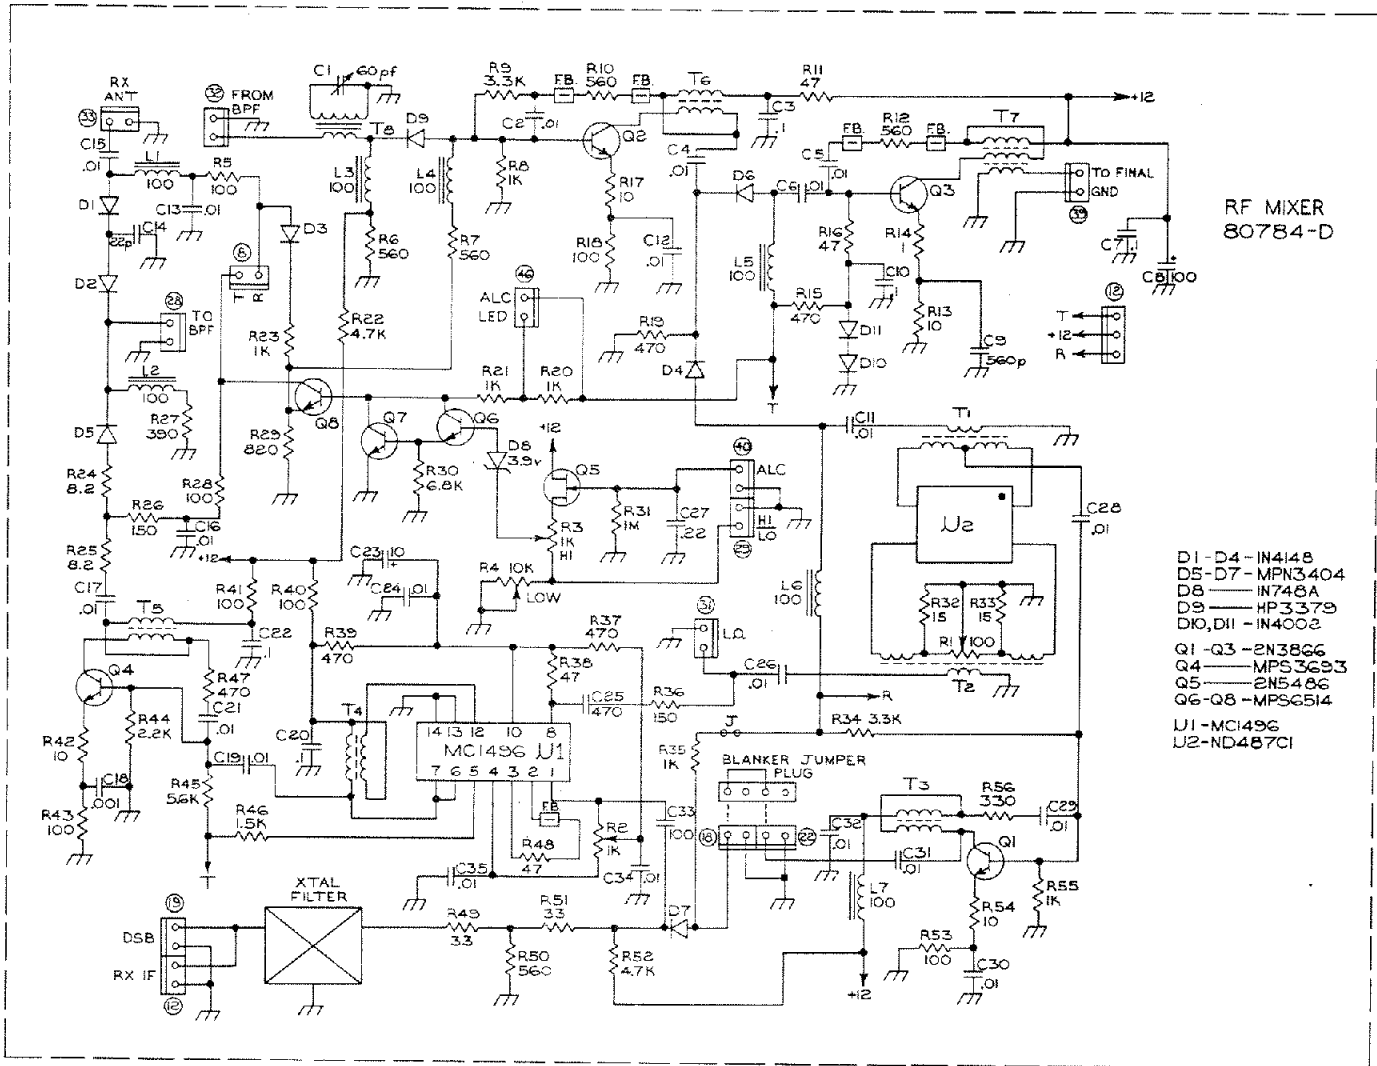 RX
ANT
33
C15
.01
L1
100
R5
100
32
FROM
BPF
C1
60pf
T8
D9
R9
3.3K
F.B.
R10
560
F.B.
T6
C2
.01
Q2
C3
.1
R11
47
+12
F.B.
R12
560
F.B.
T7
L3
100
L4
100
R8
1K
R17
10
C4
.01
D6
C5
.01
C6
.01
Q3
TO FINAL
GND
39
RF MIXER
80784-D
D1
C14
22p
C13
.01
D3
8
T
R
R6
560
R7
560
R18
100
C12
.01
R16
47
R14
1
L5
100
C10
.1
C7
.1
+
C8
100
D2
28
TO
BPF
R23
1K
R22
4.7K
46
ALC
LED
R19
470
R15
470
D11
D10
R13
10
C9
560p
T
+12
R
D4
L2
100
R27
390
R21
1K
R20
1K
T
Q8
Q7
Q6
D5
R29
820
C11
.01
T1
R24
8.2
R28
100
R30
6.8K
D8
3.9v
+12
Q5
40
ALC
HI
LO
C28
.01
U2
R26
150
C16
.01
R31
1M
C27
.22
R25
8.2
R3
1K
HI
+12
C23
10
+
R4
10K
LOW
D1-D4-IN4148
D5-D7-MPN3404
D8 IN748A
D9 HP3379
D10,D11-IN4002
Q1-Q3-2N3866
Q4 MPS3693
Q5 2N5486
Q6-Q8-MPS6514
U1-MC1496
U2-ND487C1
C17
.01
T5
R41
100
R40
100
C24
.01
L6
100
R32
15
R33
15
R1
100
C22
.1
R39
470
R37
470
31
L.O.
C26
.01
T2
Q4
R47
470
C21
.01
R38
47
C25
470
R36
150
R
R42
10
R44
2.2K
T4
C20
.1
14
13
12
10
8
MC1496
U1
7
6
5
4
3
2
1
J
R34
3.3K
R35
1K
BLANKER JUMPER
PLUG
C18
.001
C19
.01
R45
5.6K
R43
100
R46
1.5K
F.B.
R2
1K
C33
100
T3
R56
330
C29
.01
18
22
C32
.01
C31
.01
Q1
R48
47
C35
.01
C34
.01
T
L7
100
R55
1K
XTAL
FILTER
R54
10
19
DSB
RX IF
12
R49
33
R51
33
D7
R50
560
R52
4.7K
R53
100
C30
.01
+12